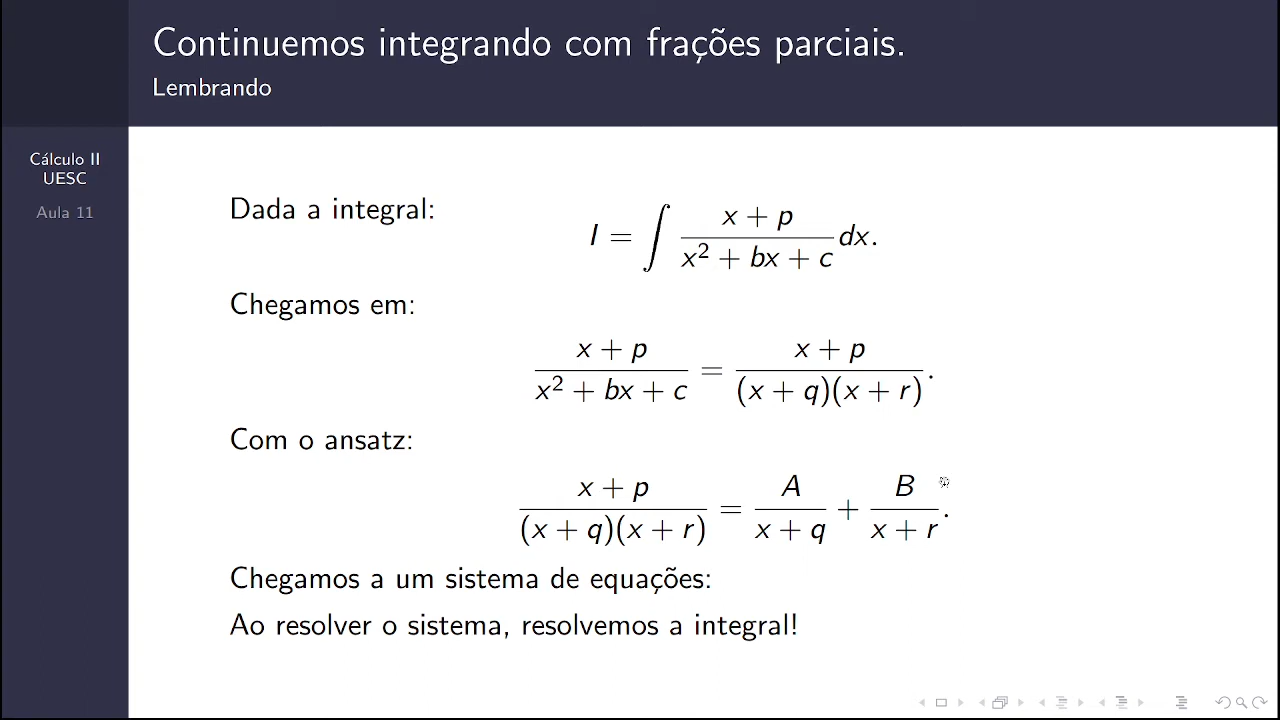 Continuemos integrando com frações parciais.
Lembrando
Cálculo II
UESC
Aula 11
Dada a integral:
I = ∫ (x + p)/(x² + bx + c) dx.
Chegamos em:
(x + p)/(x² + bx + c) = (x + p)/((x + q)(x + r)).
Com o ansatz:
(x + p)/((x + q)(x + r)) = A/(x + q) + B/(x + r).
Chegamos a um sistema de equações:
Ao resolver o sistema, resolvemos a integral!